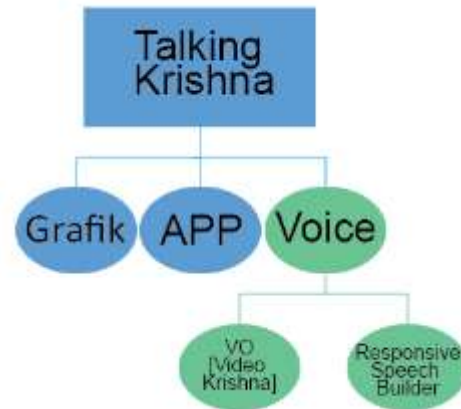 Talking
Krishna
Grafik
APP
Voice
VO
[Video
Krishna]
Responsive
Speech
Builder